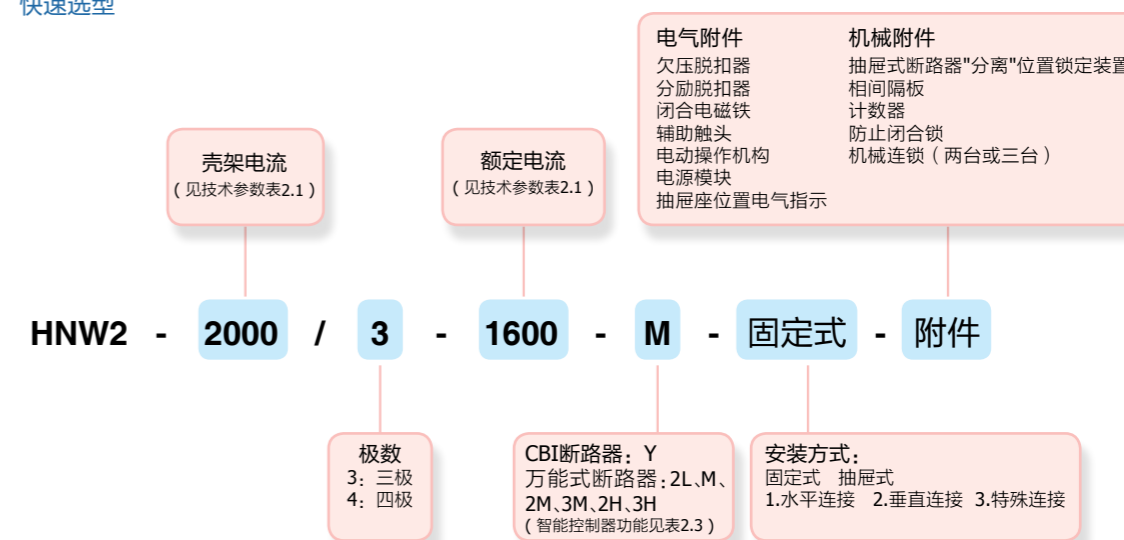 快速选型
电气附件
欠压脱扣器
分励脱扣器
闭合电磁铁
辅助触头
电动操作机构
电源模块
抽屉座位置电气指示
机械附件
抽屉式断路器"分离"位置锁定装置
相间隔板
计数器
防止闭合锁
机械连锁（两台或三台）
壳架电流
（见技术参数表2.1）
额定电流
（见技术参数表2.1）
HNW2 - 2000 / 3 - 1600 - M - 固定式 - 附件
极数
3：三极
4：四极
CBI断路器：Y
万能式断路器：2L、M、
2M、3M、2H、3H
（智能控制器功能见表2.3）
安装方式：
固定式 抽屉式
1.水平连接 2.垂直连接 3.特殊连接